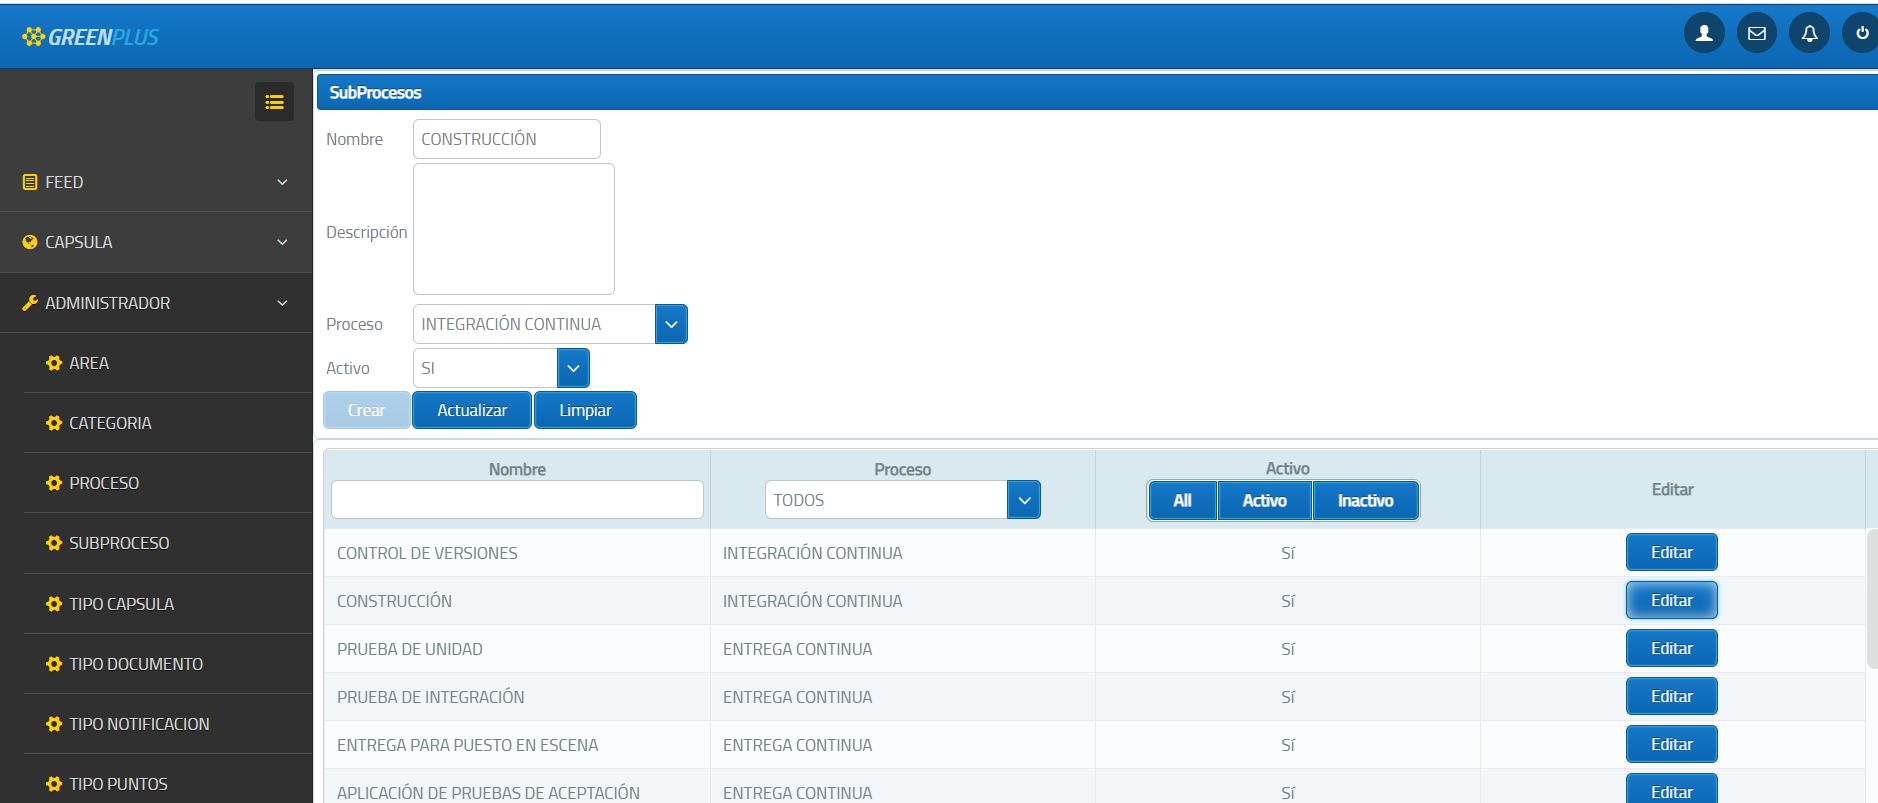 GREENPLUS
FEED
CAPSULA
ADMINISTRADOR
AREA
CATEGORIA
PROCESO
SUBPROCESO
TIPO CAPSULA
TIPO DOCUMENTO
TIPO NOTIFICACION
TIPO PUNTOS
SubProcesos
Nombre CONSTRUCCIÓN
Descripción
Proceso INTEGRACIÓN CONTINUA
Activo SI
Crear Actualizar Limpiar
Nombre Proceso Activo Editar
TODOS All Activo Inactivo
CONTROL DE VERSIONES INTEGRACIÓN CONTINUA Sí Editar
CONSTRUCCIÓN INTEGRACIÓN CONTINUA Sí Editar
PRUEBA DE UNIDAD ENTREGA CONTINUA Sí Editar
PRUEBA DE INTEGRACIÓN ENTREGA CONTINUA Sí Editar
ENTREGA PARA PUESTO EN ESCENA ENTREGA CONTINUA Sí Editar
APLICACIÓN DE PRUEBAS DE ACEPTACIÓN ENTREGA CONTINUA Sí Editar